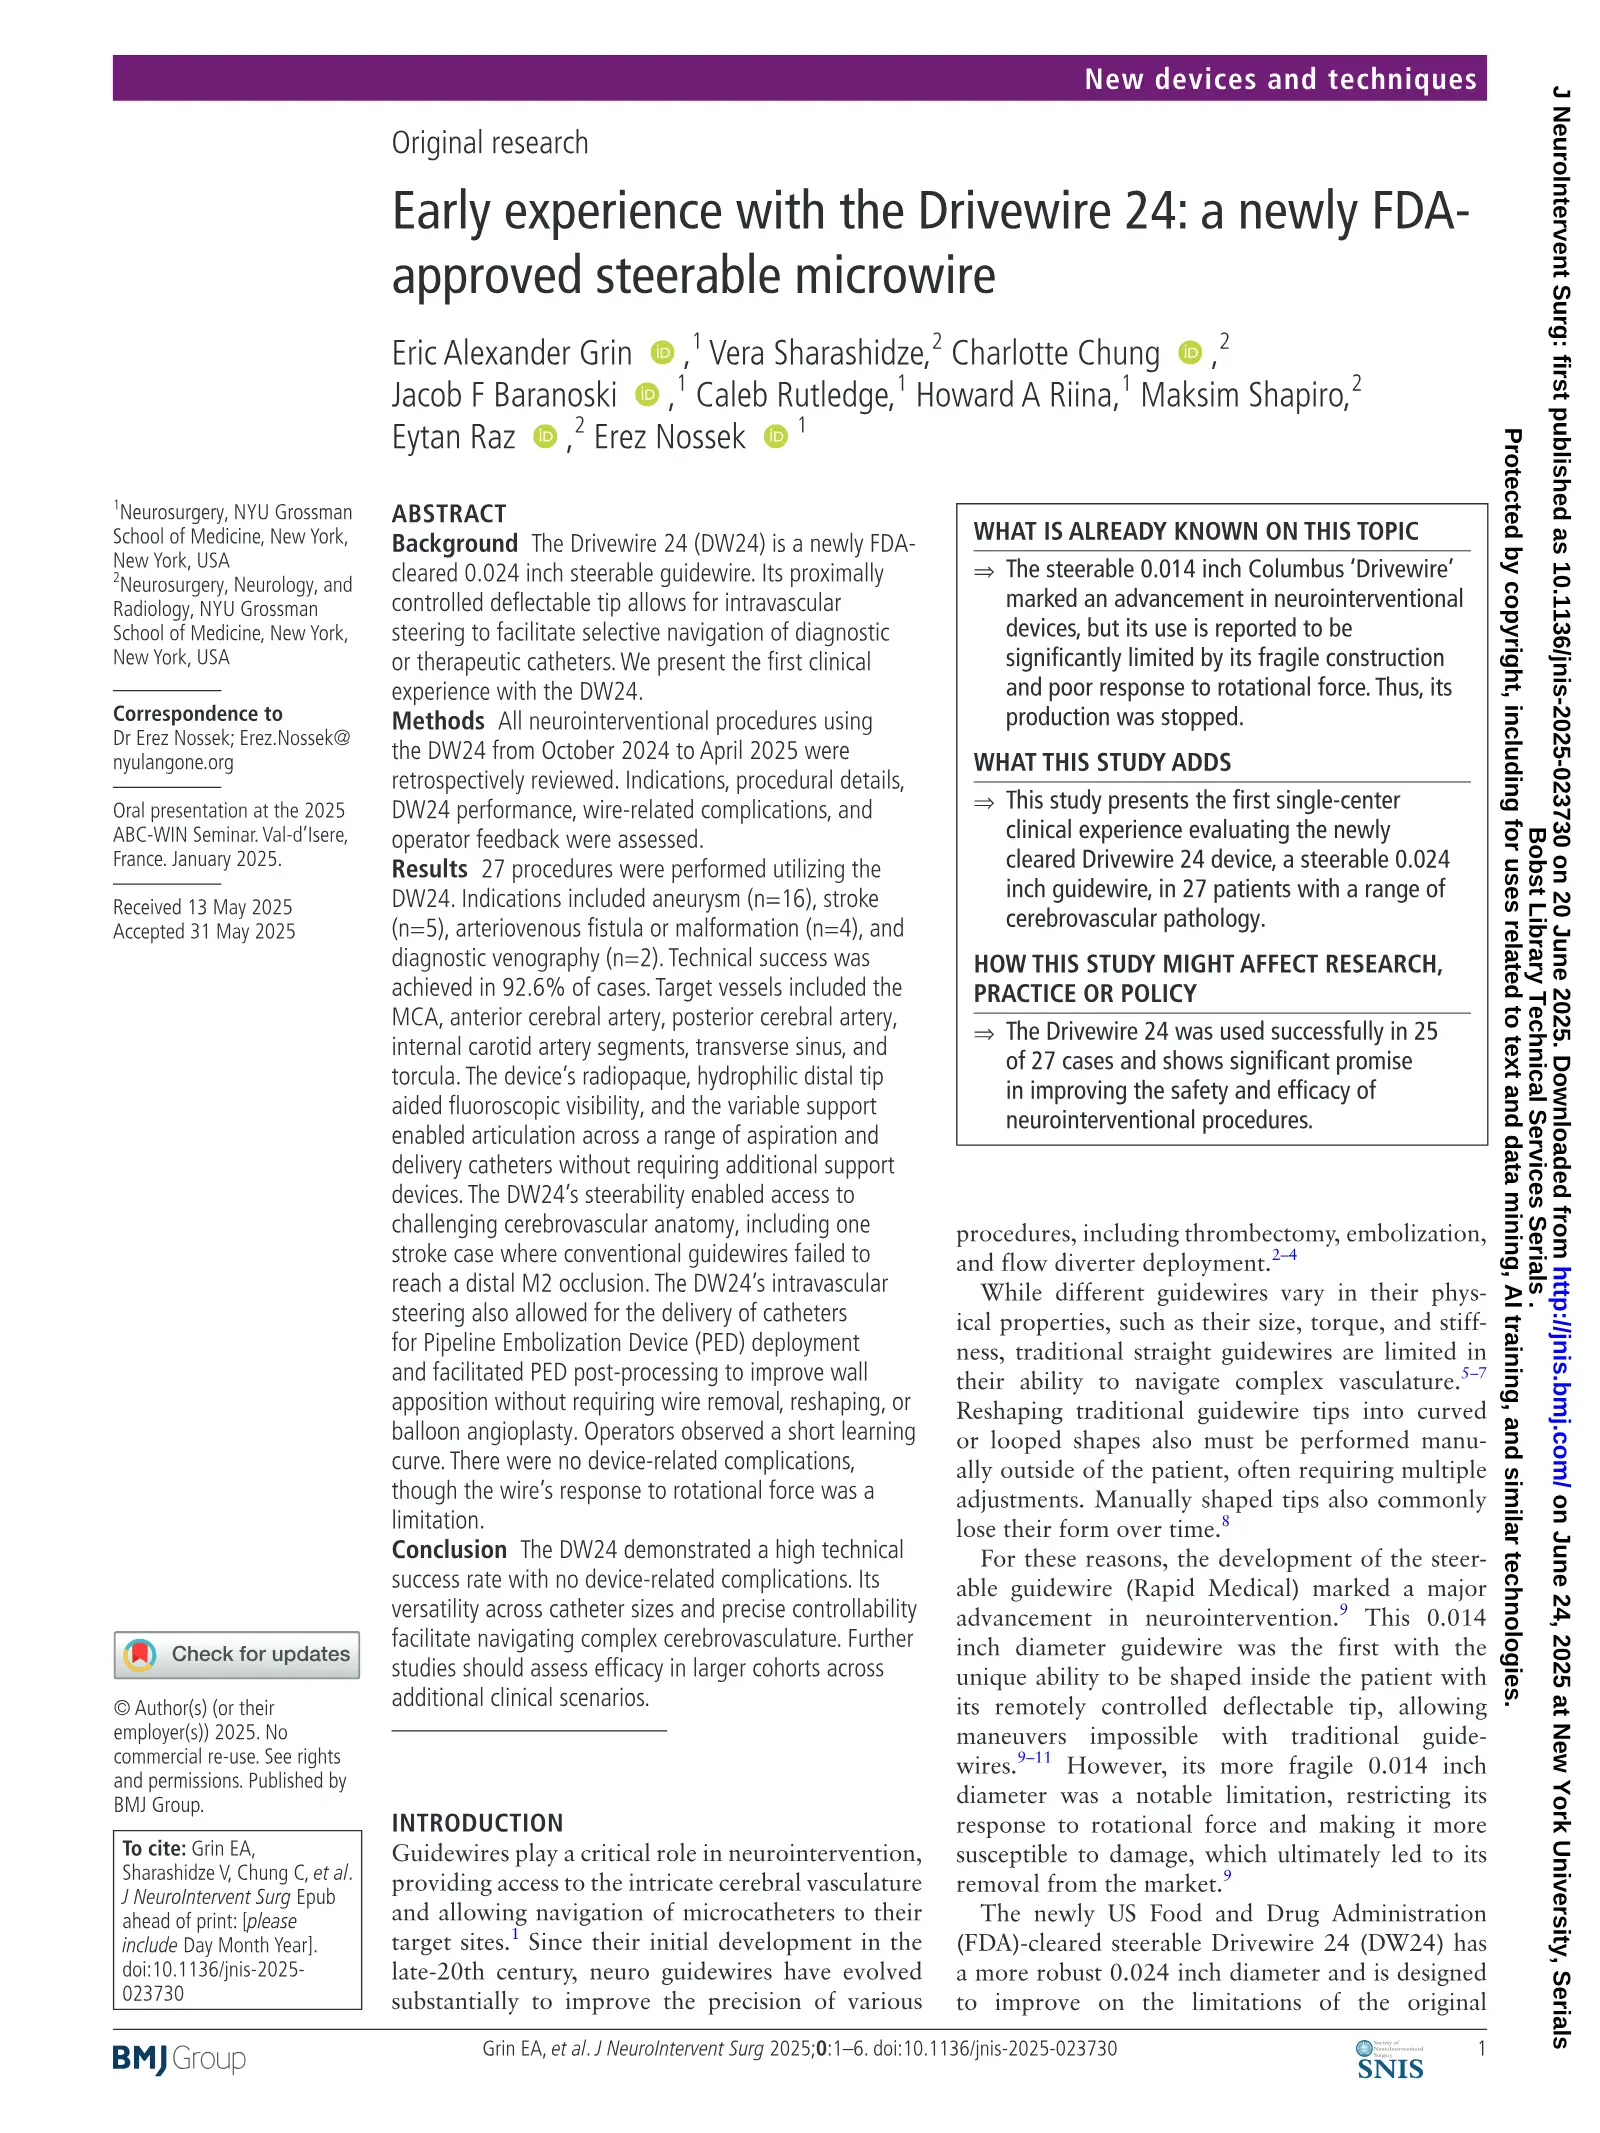 New devices and techniques
Original research
Early experience with the Drivewire 24: a newly FDA-
approved steerable microwire
Eric Alexander Grin iD ,1 Vera Sharashidze,2 Charlotte Chung iD ,2
Jacob F Baranoski iD ,1 Caleb Rutledge,1 Howard A Riina,1 Maksim Shapiro,2
Eytan Raz iD ,2 Erez Nossek iD 1
1Neurosurgery, NYU Grossman
School of Medicine, New York,
New York, USA
2Neurosurgery, Neurology, and
Radiology, NYU Grossman
School of Medicine, New York,
New York, USA
Correspondence to
Dr Erez Nossek; Erez.Nossek@
nyulangone.org
Oral presentation at the 2025
ABC-WIN Seminar. Val-d'Isere,
France. January 2025.
Received 13 May 2025
Accepted 31 May 2025
Check for updates
© Author(s) (or their
employer(s)) 2025. No
commercial re-use. See rights
and permissions. Published by
BMJ Group.
To cite: Grin EA,
Sharashidze V, Chung C, et al.
J NeuroIntervent Surg Epub
ahead of print: [please
include Day Month Year].
doi:10.1136/jnis-2025-
023730
ABSTRACT
Background The Drivewire 24 (DW24) is a newly FDA-
cleared 0.024 inch steerable guidewire. Its proximally
controlled deflectable tip allows for intravascular
steering to facilitate selective navigation of diagnostic
or therapeutic catheters. We present the first clinical
experience with the DW24.
Methods All neurointerventional procedures using
the DW24 from October 2024 to April 2025 were
retrospectively reviewed. Indications, procedural details,
DW24 performance, wire-related complications, and
operator feedback were assessed.
Results 27 procedures were performed utilizing the
DW24. Indications included aneurysm (n=16), stroke
(n=5), arteriovenous fistula or malformation (n=4), and
diagnostic venography (n=2). Technical success was
achieved in 92.6% of cases. Target vessels included the
MCA, anterior cerebral artery, posterior cerebral artery,
internal carotid artery segments, transverse sinus, and
torcula. The device's radiopaque, hydrophilic distal tip
aided fluoroscopic visibility, and the variable support
enabled articulation across a range of aspiration and
delivery catheters without requiring additional support
devices. The DW24's steerability enabled access to
challenging cerebrovascular anatomy, including one
stroke case where conventional guidewires failed to
reach a distal M2 occlusion. The DW24's intravascular
steering also allowed for the delivery of catheters
for Pipeline Embolization Device (PED) deployment
and facilitated PED post-processing to improve wall
apposition without requiring wire removal, reshaping, or
balloon angioplasty. Operators observed a short learning
curve. There were no device-related complications,
though the wire's response to rotational force was a
limitation.
Conclusion The DW24 demonstrated a high technical
success rate with no device-related complications. Its
versatility across catheter sizes and precise controllability
facilitate navigating complex cerebrovasculature. Further
studies should assess efficacy in larger cohorts across
additional clinical scenarios.
INTRODUCTION
Guidewires play a critical role in neurointervention,
providing access to the intricate cerebral vasculature
and allowing navigation of microcatheters to their
target sites.1 Since their initial development in the
late-20th century, neuro guidewires have evolved
substantially to improve the precision of various
WHAT IS ALREADY KNOWN ON THIS TOPIC
⇒ The steerable 0.014 inch Columbus 'Drivewire'
marked an advancement in neurointerventional
devices, but its use is reported to be
significantly limited by its fragile construction
and poor response to rotational force. Thus, its
production was stopped.
WHAT THIS STUDY ADDS
⇒ This study presents the first single-center
clinical experience evaluating the newly
cleared Drivewire 24 device, a steerable 0.024
inch guidewire, in 27 patients with a range of
cerebrovascular pathology.
HOW THIS STUDY MIGHT AFFECT RESEARCH,
PRACTICE OR POLICY
⇒ The Drivewire 24 was used successfully in 25
of 27 cases and shows significant promise
in improving the safety and efficacy of
neurointerventional procedures.
procedures, including thrombectomy, embolization,
and flow diverter deployment.2–4
While different guidewires vary in their phys-
ical properties, such as their size, torque, and stiff-
ness, traditional straight guidewires are limited in
their ability to navigate complex vasculature.5–7
Reshaping traditional guidewire tips into curved
or looped shapes also must be performed manu-
ally outside of the patient, often requiring multiple
adjustments. Manually shaped tips also commonly
lose their form over time.8
For these reasons, the development of the steer-
able guidewire (Rapid Medical) marked a major
advancement in neurointervention.9 This 0.014
inch diameter guidewire was the first with the
unique ability to be shaped inside the patient with
its remotely controlled deflectable tip, allowing
maneuvers impossible with traditional guide-
wires.9–11 However, its more fragile 0.014 inch
diameter was a notable limitation, restricting its
response to rotational force and making it more
susceptible to damage, which ultimately led to its
removal from the market.9
The newly US Food and Drug Administration
(FDA)-cleared steerable Drivewire 24 (DW24) has
a more robust 0.024 inch diameter and is designed
to improve on the limitations of the original
BMJ Group
Grin EA, et al. J NeuroIntervent Surg 2025;0:1–6. doi:10.1136/jnis-2025-023730
Society of
NeuroInterventional
Surgery
SNIS
1
J NeuroIntervent Surg: first published as 10.1136/jnis-2025-023730 on 20 June 2025. Downloaded from http://jnis.bmj.com/ on June 24, 2025 at New York University, Serials
Bobst Library Technical Services Serials .
Protected by copyright, including for uses related to text and data mining, AI training, and similar technologies.